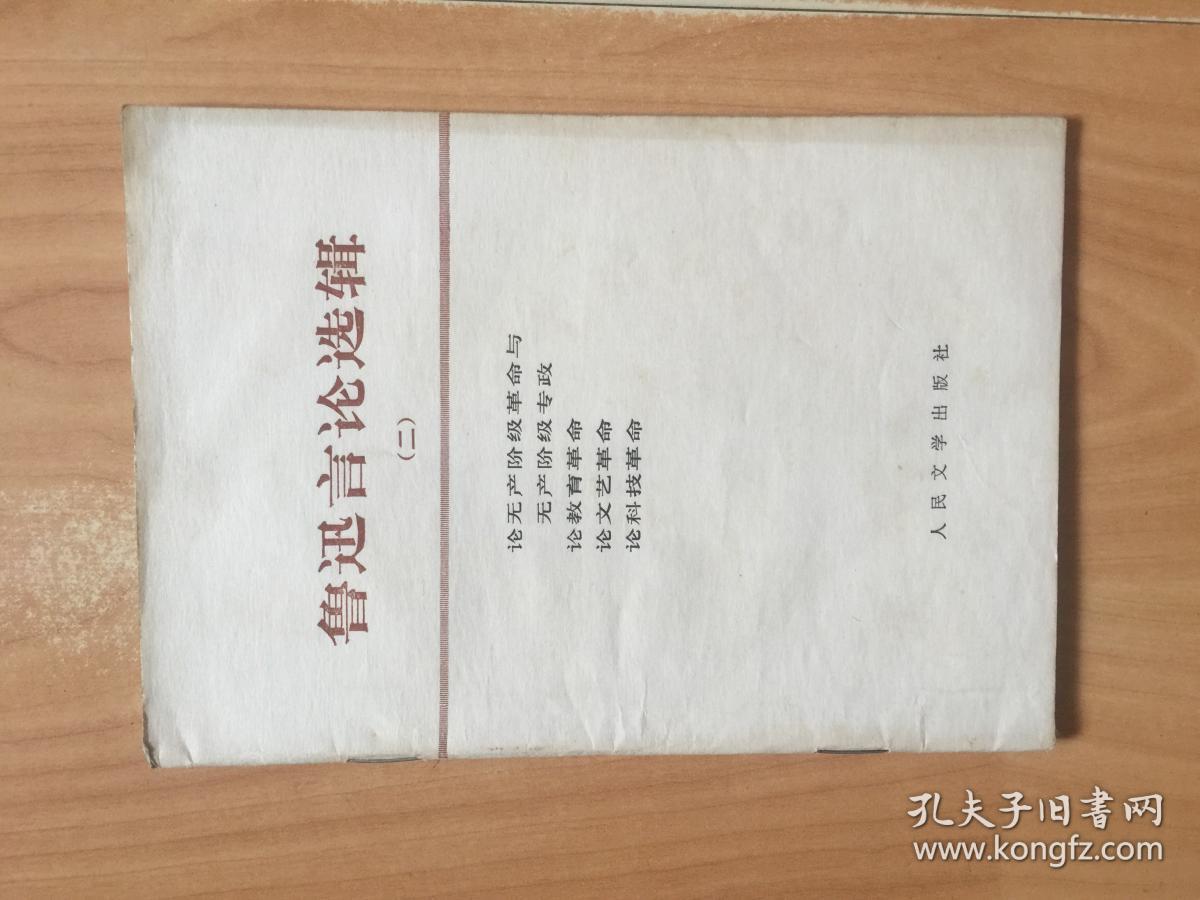 鲁迅言论选辑
(二)
论无产阶级革命与
无产阶级专政
论教育革命
论文艺革命
论科技革命
人民文学出版社
孔夫子旧书网
www.kongfz.com